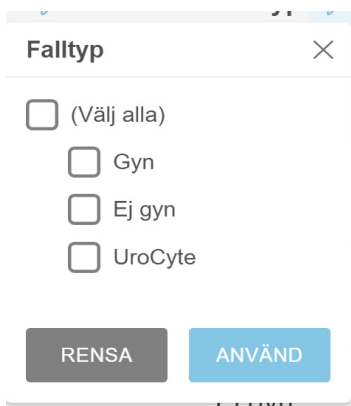 Falltyp
(Välj alla)
Gyn
Ej gyn
UroCyte
RENSA
ANVÄND